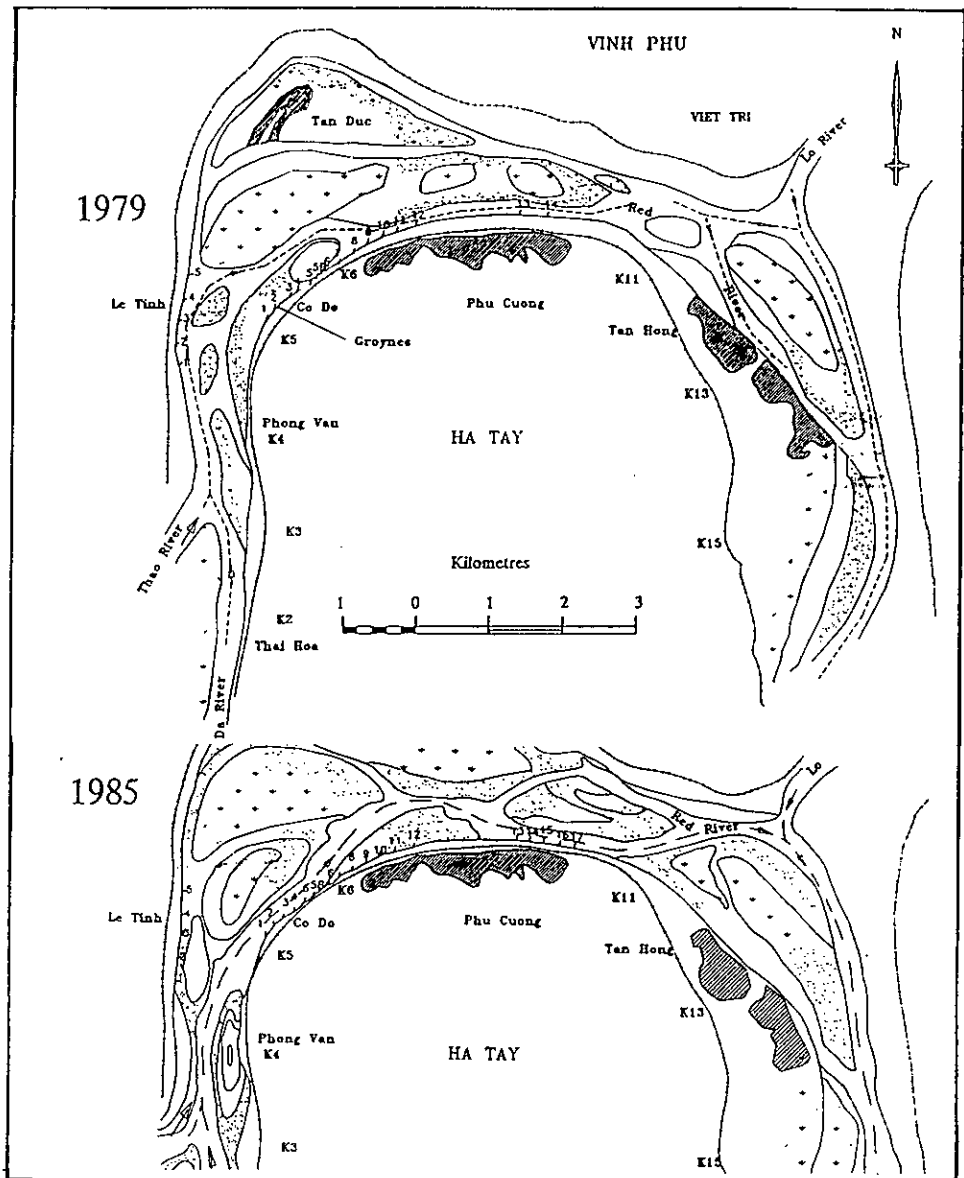 VINH PHU
N
Tan Duc
VIET TRI
Lo River
1979
Red
River
Le Tinh
K6
Co Do
Groynes
K5
Phu Cuong
K11
Tan Hong
K13
Phong Van
K4
HA TAY
K3
K15
Thao River
Kilometres
1 0 1 2 3
K2
Thai Hoa
Da River
1985
Lo
Red River
Le Tinh
K6
Co Do
K5
Phu Cuong
K11
Tan Hong
K13
Phong Van
K4
HA TAY
K3
K15